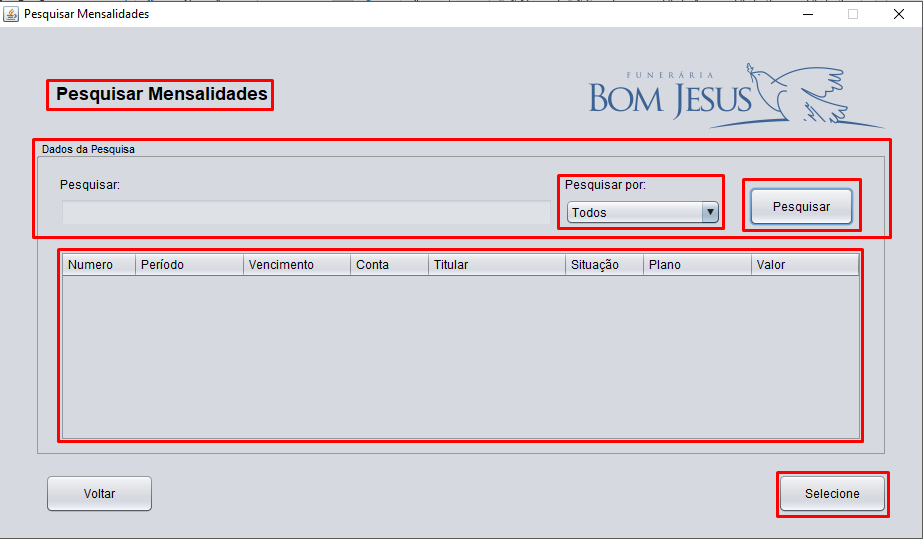 Pesquisar Mensalidades
Pesquisar Mensalidades
FUNERÁRIA
BOM JESUS
Dados da Pesquisa
Pesquisar:
Pesquisar por:
Todos
Pesquisar
Numero Período Vencimento Conta Titular Situação Plano Valor
Voltar
Selecione